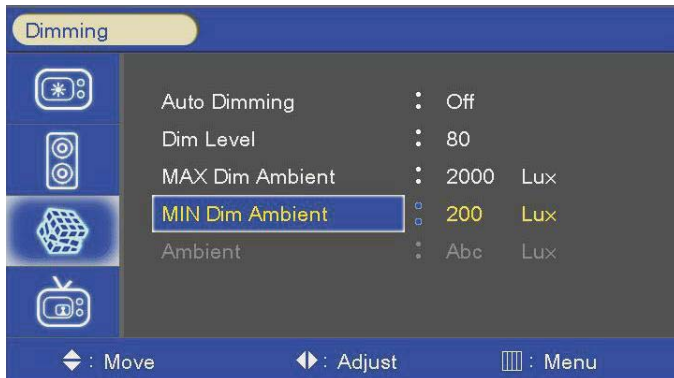 Dimming
Auto Dimming : Off
Dim Level : 80
MAX Dim Ambient : 2000 Lux
MIN Dim Ambient : 200 Lux
Ambient : Abc Lux
: Move : Adjust : Menu